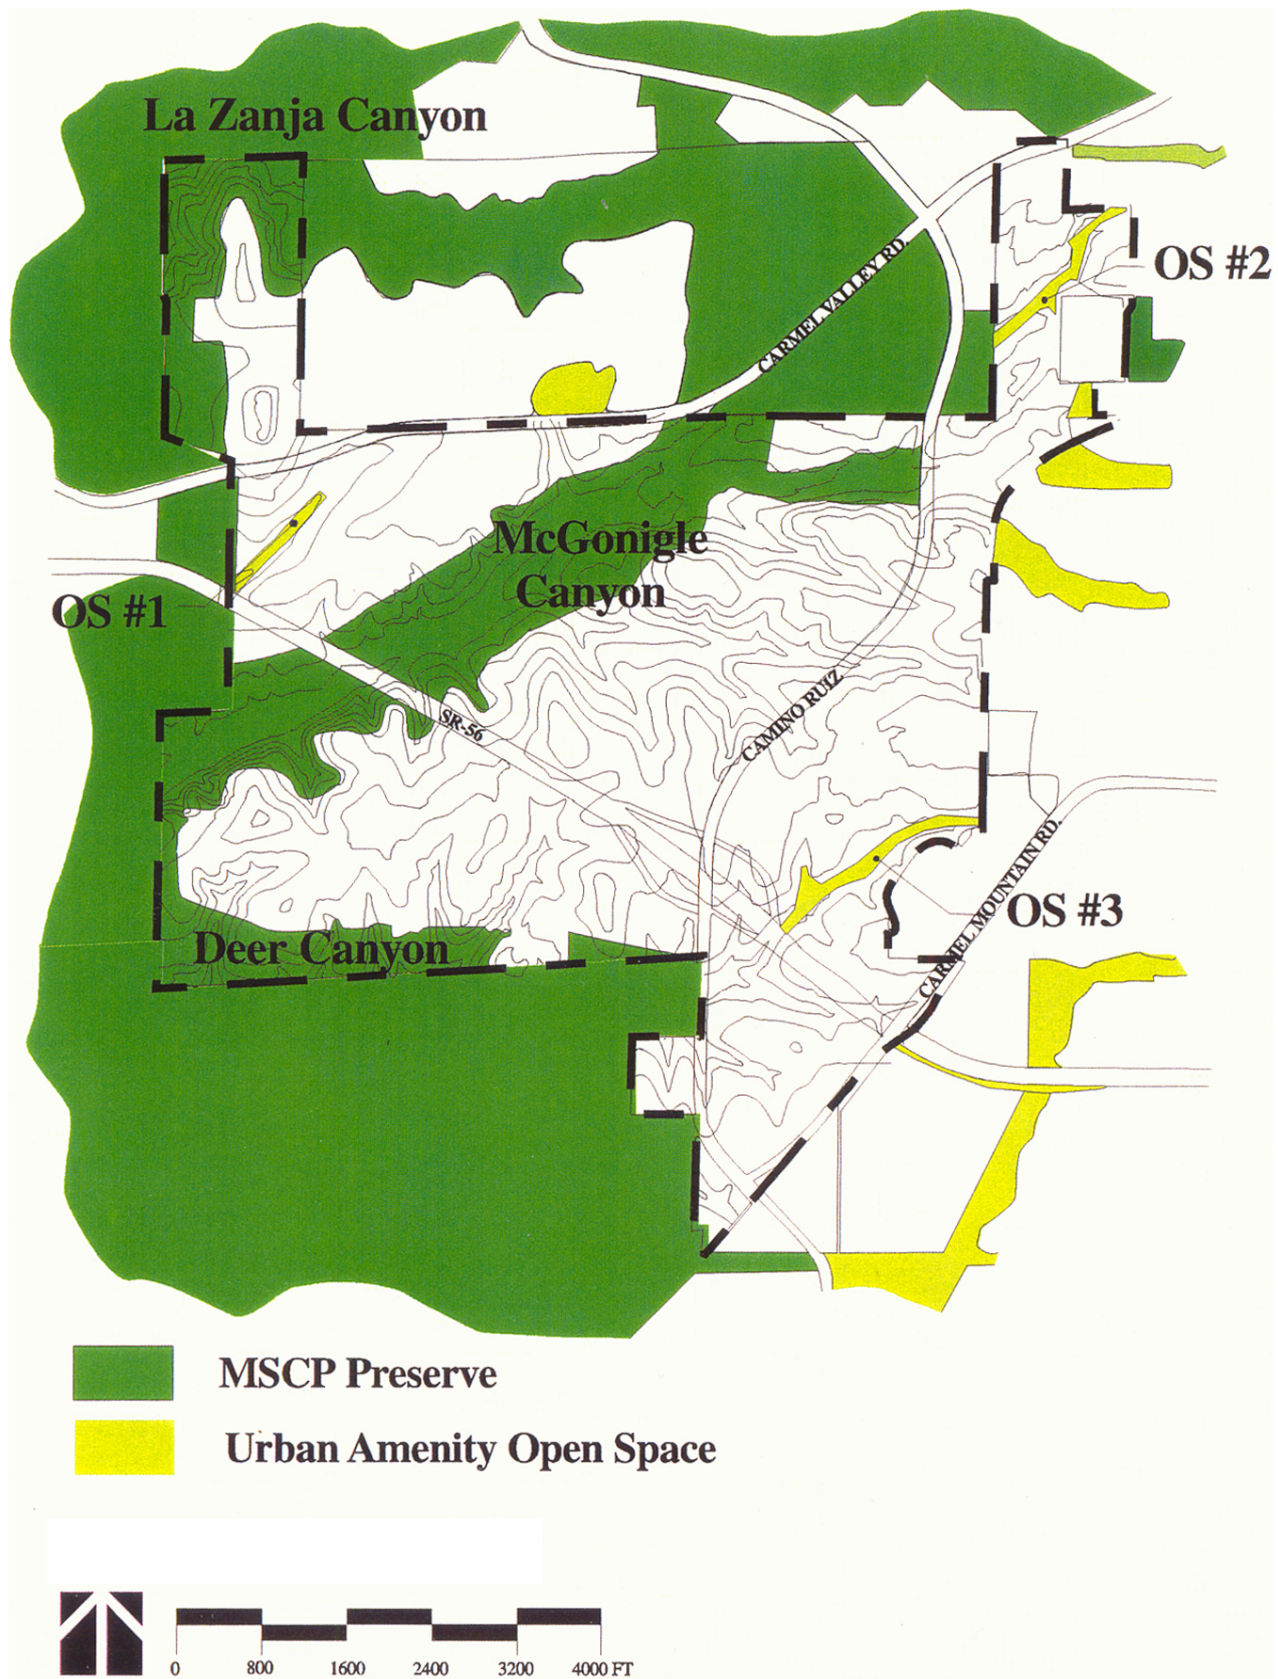 La Zanja Canyon
OS #2
CARMEL VALLEY RD.
McGonigle
Canyon
OS #1
CAMINO RUIZ
SR-56
CARMEL MOUNTAIN RD.
OS #3
Deer Canyon
MSCP Preserve
Urban Amenity Open Space
0 800 1600 2400 3200 4000 FT